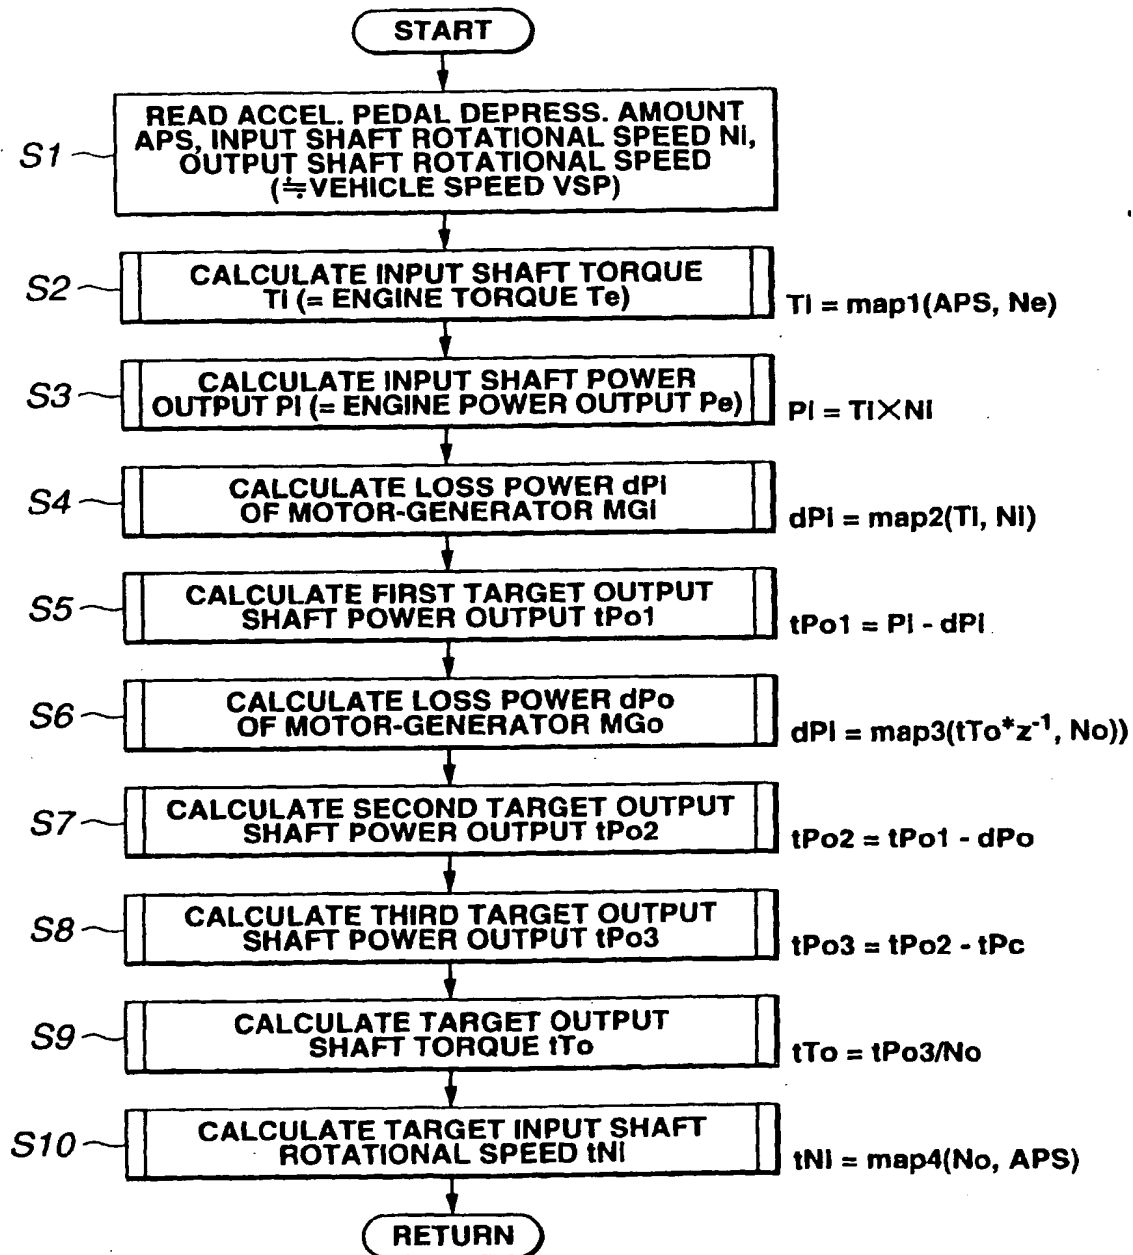 START
S1
READ ACCEL. PEDAL DEPRESS. AMOUNT
APS, INPUT SHAFT ROTATIONAL SPEED Ni,
OUTPUT SHAFT ROTATIONAL SPEED
(≒VEHICLE SPEED VSP)
S2
CALCULATE INPUT SHAFT TORQUE
Ti (= ENGINE TORQUE Te)
Ti = map1(APS, Ne)
S3
CALCULATE INPUT SHAFT POWER
OUTPUT Pi (= ENGINE POWER OUTPUT Pe)
Pi = Ti×Ni
S4
CALCULATE LOSS POWER dPi
OF MOTOR-GENERATOR MGi
dPi = map2(Ti, Ni)
S5
CALCULATE FIRST TARGET OUTPUT
SHAFT POWER OUTPUT tPo1
tPo1 = Pi - dPi
S6
CALCULATE LOSS POWER dPo
OF MOTOR-GENERATOR MGo
dPi = map3(tTo*z⁻¹, No))
S7
CALCULATE SECOND TARGET OUTPUT
SHAFT POWER OUTPUT tPo2
tPo2 = tPo1 - dPo
S8
CALCULATE THIRD TARGET OUTPUT
SHAFT POWER OUTPUT tPo3
tPo3 = tPo2 - tPc
S9
CALCULATE TARGET OUTPUT
SHAFT TORQUE tTo
tTo = tPo3/No
S10
CALCULATE TARGET INPUT SHAFT
ROTATIONAL SPEED tNi
tNi = map4(No, APS)
RETURN